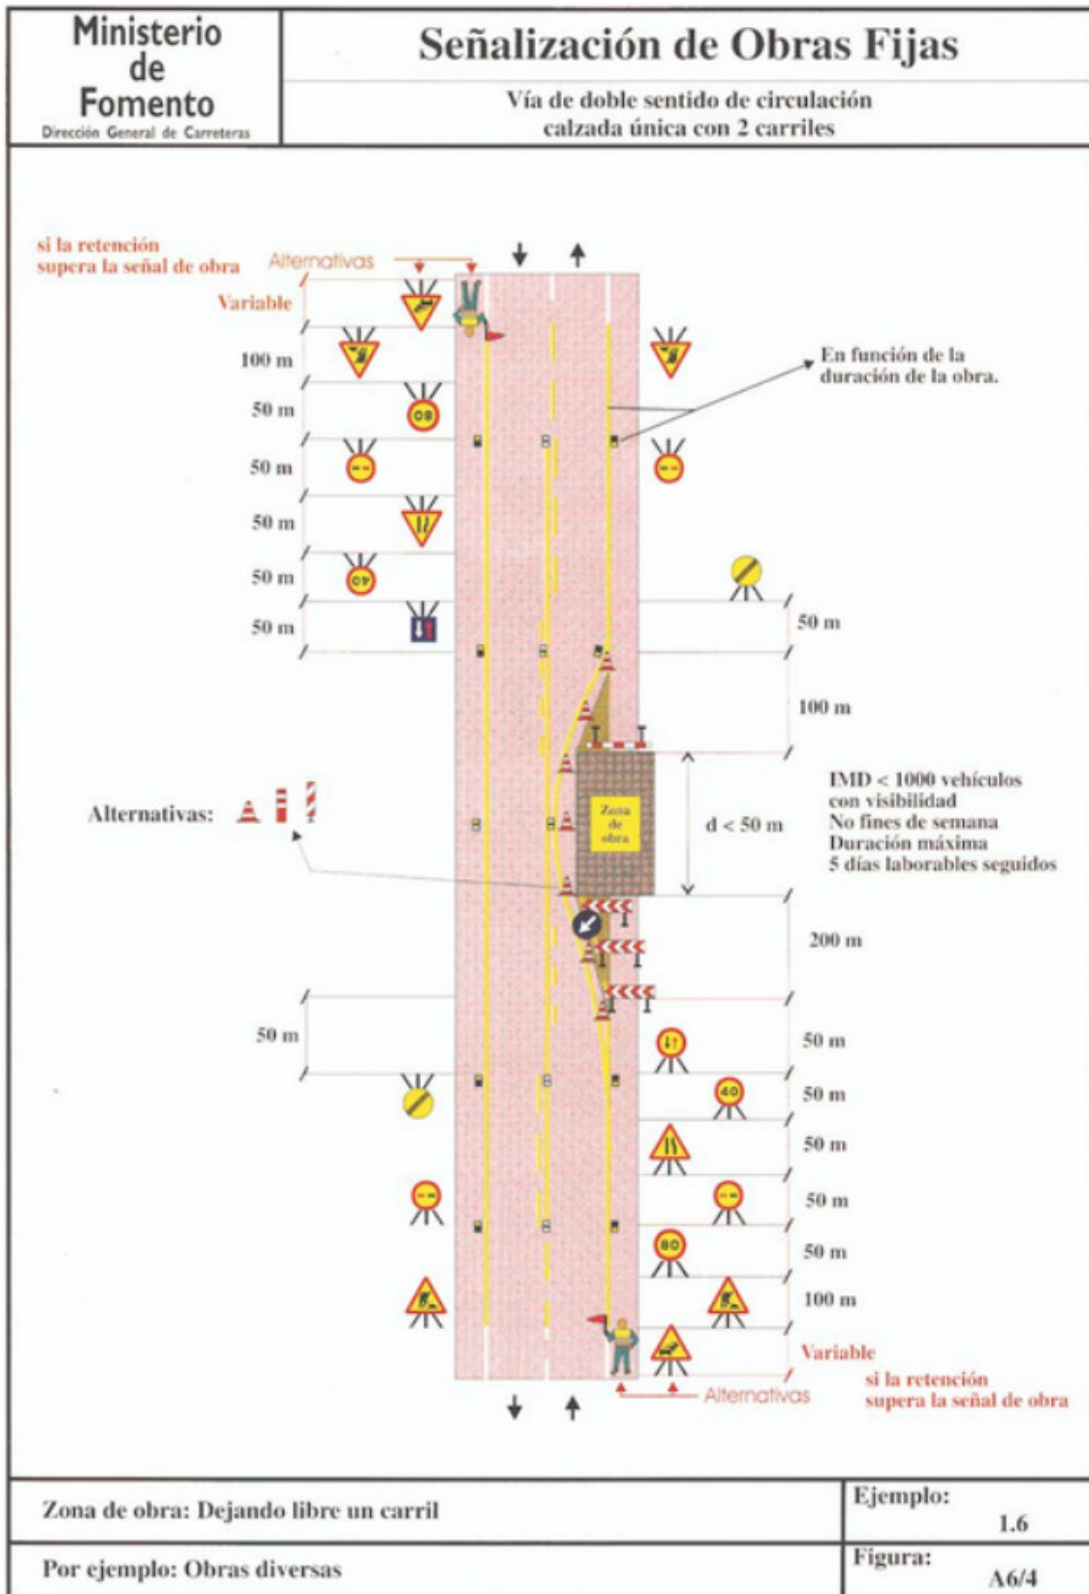 Ministerio
de
Fomento
Dirección General de Carreteras
Señalización de Obras Fijas
Vía de doble sentido de circulación
calzada única con 2 carriles
si la retención
supera la señal de obra
Alternativas
Variable
100 m
50 m
50 m
50 m
50 m
50 m
80
40
En función de la
duración de la obra.
50 m
100 m
Alternativas:
Zona
de
obra
d < 50 m
IMD < 1000 vehículos
con visibilidad
No fines de semana
Duración máxima
5 días laborables seguidos
200 m
50 m
50 m
50 m
40
50 m
50 m
50 m
80
100 m
Variable
Alternativas
si la retención
supera la señal de obra
Zona de obra: Dejando libre un carril
Ejemplo:
1.6
Por ejemplo: Obras diversas
Figura:
A6/4